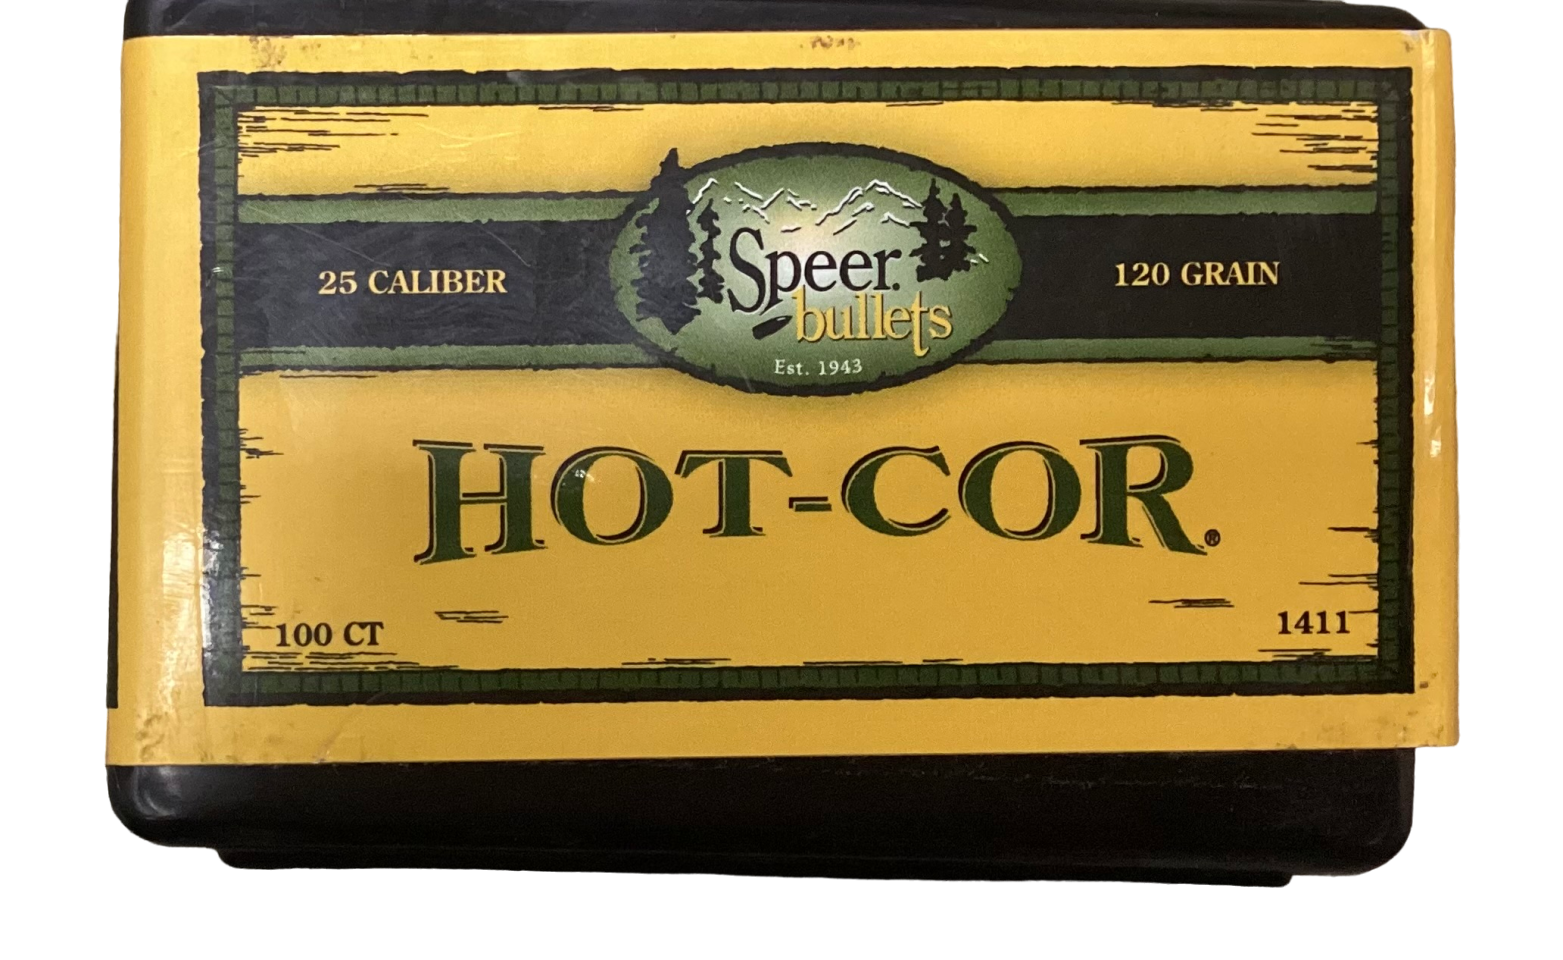 25 CALIBER
Speer.
bullets
Est. 1943
120 GRAIN
HOT-COR®
100 CT
1411